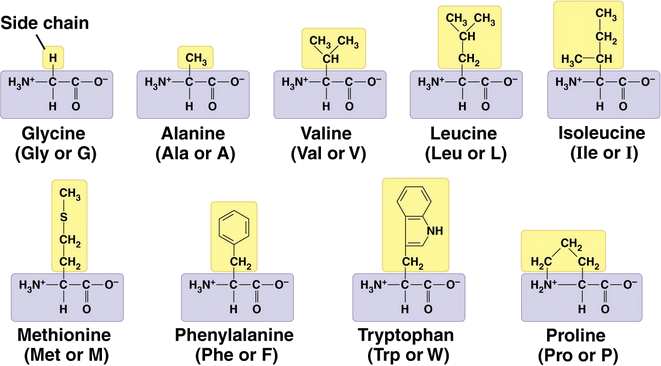 Side chain
H
H₃N⁺ C C O⁻
H O
Glycine
(Gly or G)
CH₃
H₃N⁺ C C O⁻
H O
Alanine
(Ala or A)
CH₃ CH₃
CH
H₃N⁺ C C O⁻
H O
Valine
(Val or V)
CH₃ CH₃
CH
CH₂
H₃N⁺ C C O⁻
H O
Leucine
(Leu or L)
CH₃
CH₂
H₃C CH
H₃N⁺ C C O⁻
H O
Isoleucine
(Ile or I)
CH₃
S
CH₂
CH₂
H₃N⁺ C C O⁻
H O
Methionine
(Met or M)
CH₂
H₃N⁺ C C O⁻
H O
Phenylalanine
(Phe or F)
NH
CH₂
H₃N⁺ C C O⁻
H O
Tryptophan
(Trp or W)
CH₂
H₂C CH₂
H₂N⁺ C C O⁻
H O
Proline
(Pro or P)